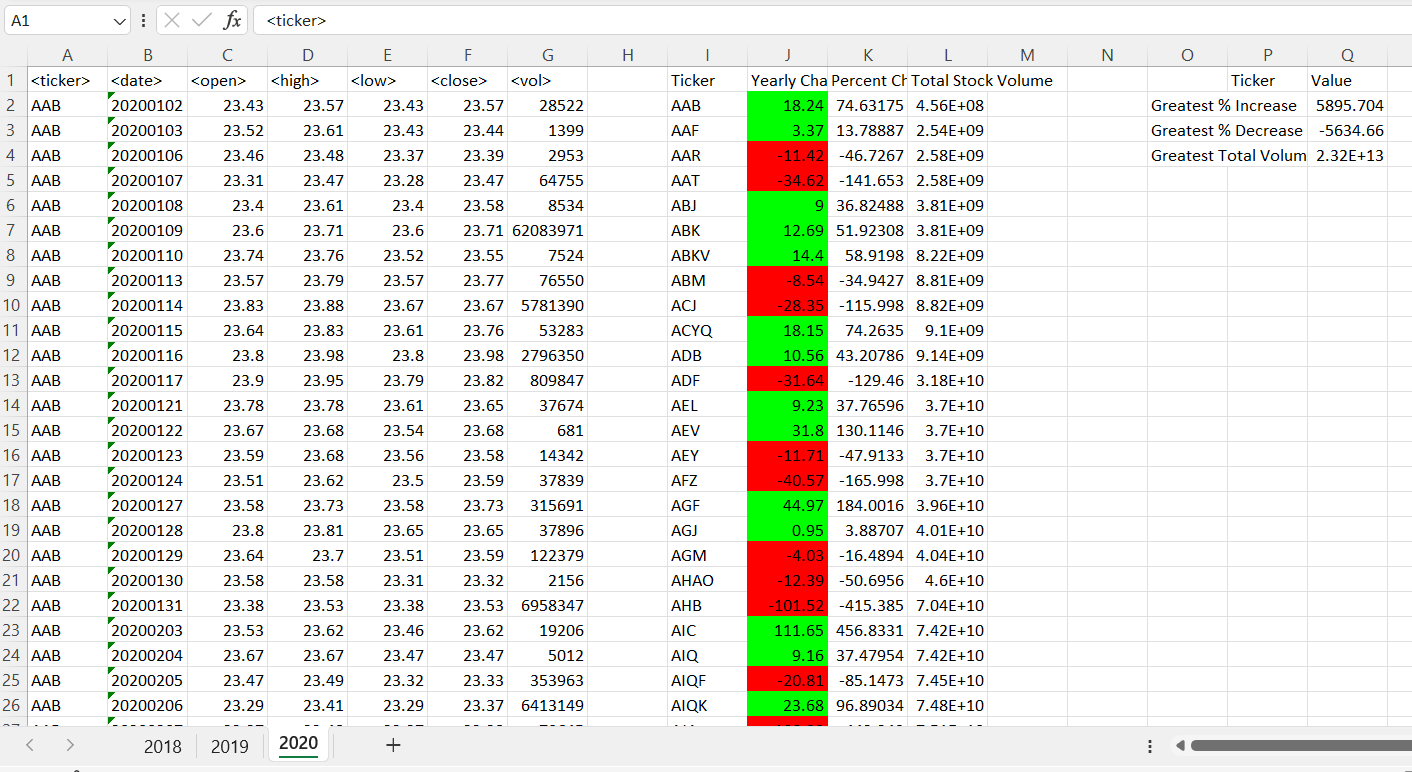 A1 fx <ticker>
A B C D E F G H I J K L M N O P Q
1 <ticker> <date> <open> <high> <low> <close> <vol> Ticker Yearly Cha Percent Ch Total Stock Volume Ticker Value
2 AAB 20200102 23.43 23.57 23.43 23.57 28522 AAB 18.24 74.63175 4.56E+08 Greatest % Increase 5895.704
3 AAB 20200103 23.52 23.61 23.43 23.44 1399 AAF 3.37 13.78887 2.54E+09 Greatest % Decrease -5634.66
4 AAB 20200106 23.46 23.48 23.37 23.39 2953 AAR -11.42 -46.7267 2.58E+09 Greatest Total Volum 2.32E+13
5 AAB 20200107 23.31 23.47 23.28 23.47 64755 AAT -34.62 -141.653 2.58E+09
6 AAB 20200108 23.4 23.61 23.4 23.58 8534 ABJ 9 36.82488 3.81E+09
7 AAB 20200109 23.6 23.71 23.6 23.71 62083971 ABK 12.69 51.92308 3.81E+09
8 AAB 20200110 23.74 23.76 23.52 23.55 7524 ABKV 14.4 58.9198 8.22E+09
9 AAB 20200113 23.57 23.79 23.57 23.77 76550 ABM -8.54 -34.9427 8.81E+09
10 AAB 20200114 23.83 23.88 23.67 23.67 5781390 ACJ -28.35 -115.998 8.82E+09
11 AAB 20200115 23.64 23.83 23.61 23.76 53283 ACYQ 18.15 74.2635 9.1E+09
12 AAB 20200116 23.8 23.98 23.8 23.98 2796350 ADB 10.56 43.20786 9.14E+09
13 AAB 20200117 23.9 23.95 23.79 23.82 809847 ADF -31.64 -129.46 3.18E+10
14 AAB 20200121 23.78 23.78 23.61 23.65 37674 AEL 9.23 37.76596 3.7E+10
15 AAB 20200122 23.67 23.68 23.54 23.68 681 AEV 31.8 130.1146 3.7E+10
16 AAB 20200123 23.59 23.68 23.56 23.58 14342 AEY -11.71 -47.9133 3.7E+10
17 AAB 20200124 23.51 23.62 23.5 23.59 37839 AFZ -40.57 -165.998 3.7E+10
18 AAB 20200127 23.58 23.73 23.58 23.73 315691 AGF 44.97 184.0016 3.96E+10
19 AAB 20200128 23.8 23.81 23.65 23.65 37896 AGJ 0.95 3.88707 4.01E+10
20 AAB 20200129 23.64 23.7 23.51 23.59 122379 AGM -4.03 -16.4894 4.04E+10
21 AAB 20200130 23.58 23.58 23.31 23.32 2156 AHAO -12.39 -50.6956 4.6E+10
22 AAB 20200131 23.38 23.53 23.38 23.53 6958347 AHB -101.52 -415.385 7.04E+10
23 AAB 20200203 23.53 23.62 23.46 23.62 19206 AIC 111.65 456.8331 7.42E+10
24 AAB 20200204 23.67 23.67 23.47 23.47 5012 AIQ 9.16 37.47954 7.42E+10
25 AAB 20200205 23.47 23.49 23.32 23.33 353963 AIQF -20.81 -85.1473 7.45E+10
26 AAB 20200206 23.29 23.41 23.29 23.37 6413149 AIQK 23.68 96.89034 7.48E+10
2018 2019 2020